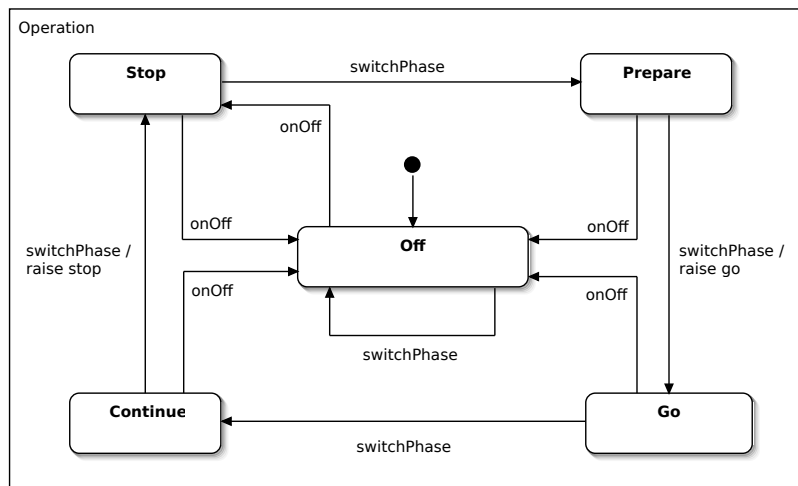 Operation
Stop
switchPhase
Prepare
onOff
onOff
onOff
Off
switchPhase /
raise stop
switchPhase /
raise go
onOff
onOff
switchPhase
Continue
Go
switchPhase